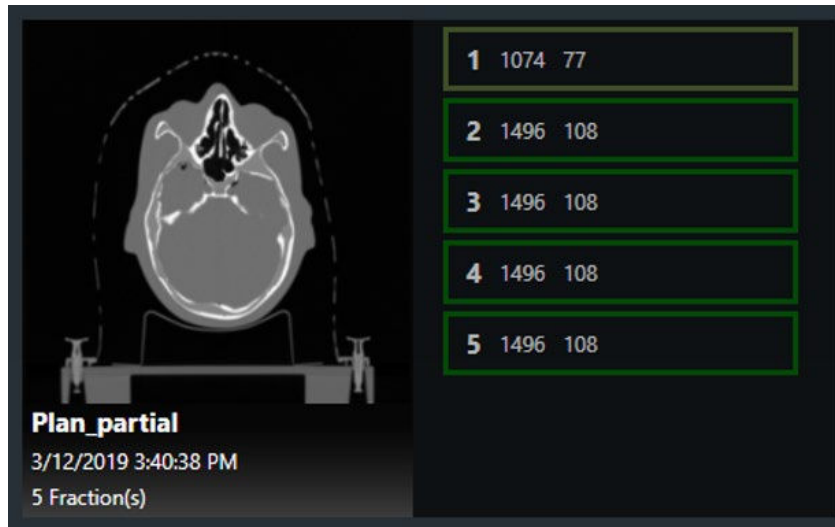 Plan_partial
3/12/2019 3:40:38 PM
5 Fraction(s)
1 1074 77
2 1496 108
3 1496 108
4 1496 108
5 1496 108